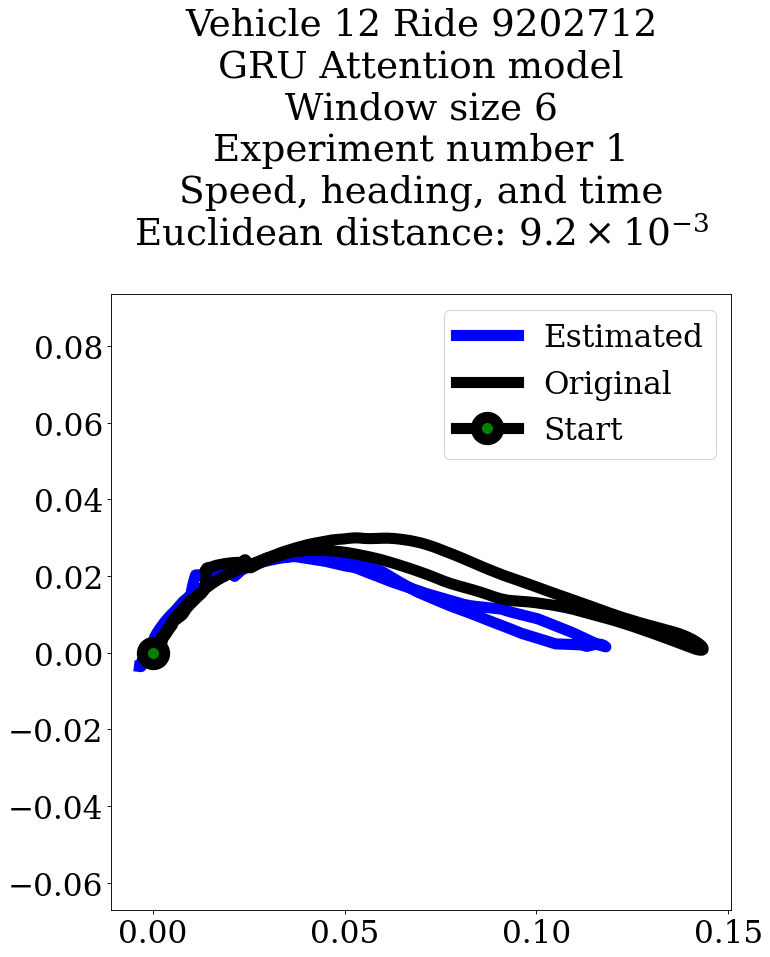 Vehicle 12 Ride 9202712
GRU Attention model
Window size 6
Experiment number 1
Speed, heading, and time
Euclidean distance: 9.2 × 10⁻³
Estimated
Original
Start
0.08
0.06
0.04
0.02
0.00
−0.02
−0.04
−0.06
0.00 0.05 0.10 0.15